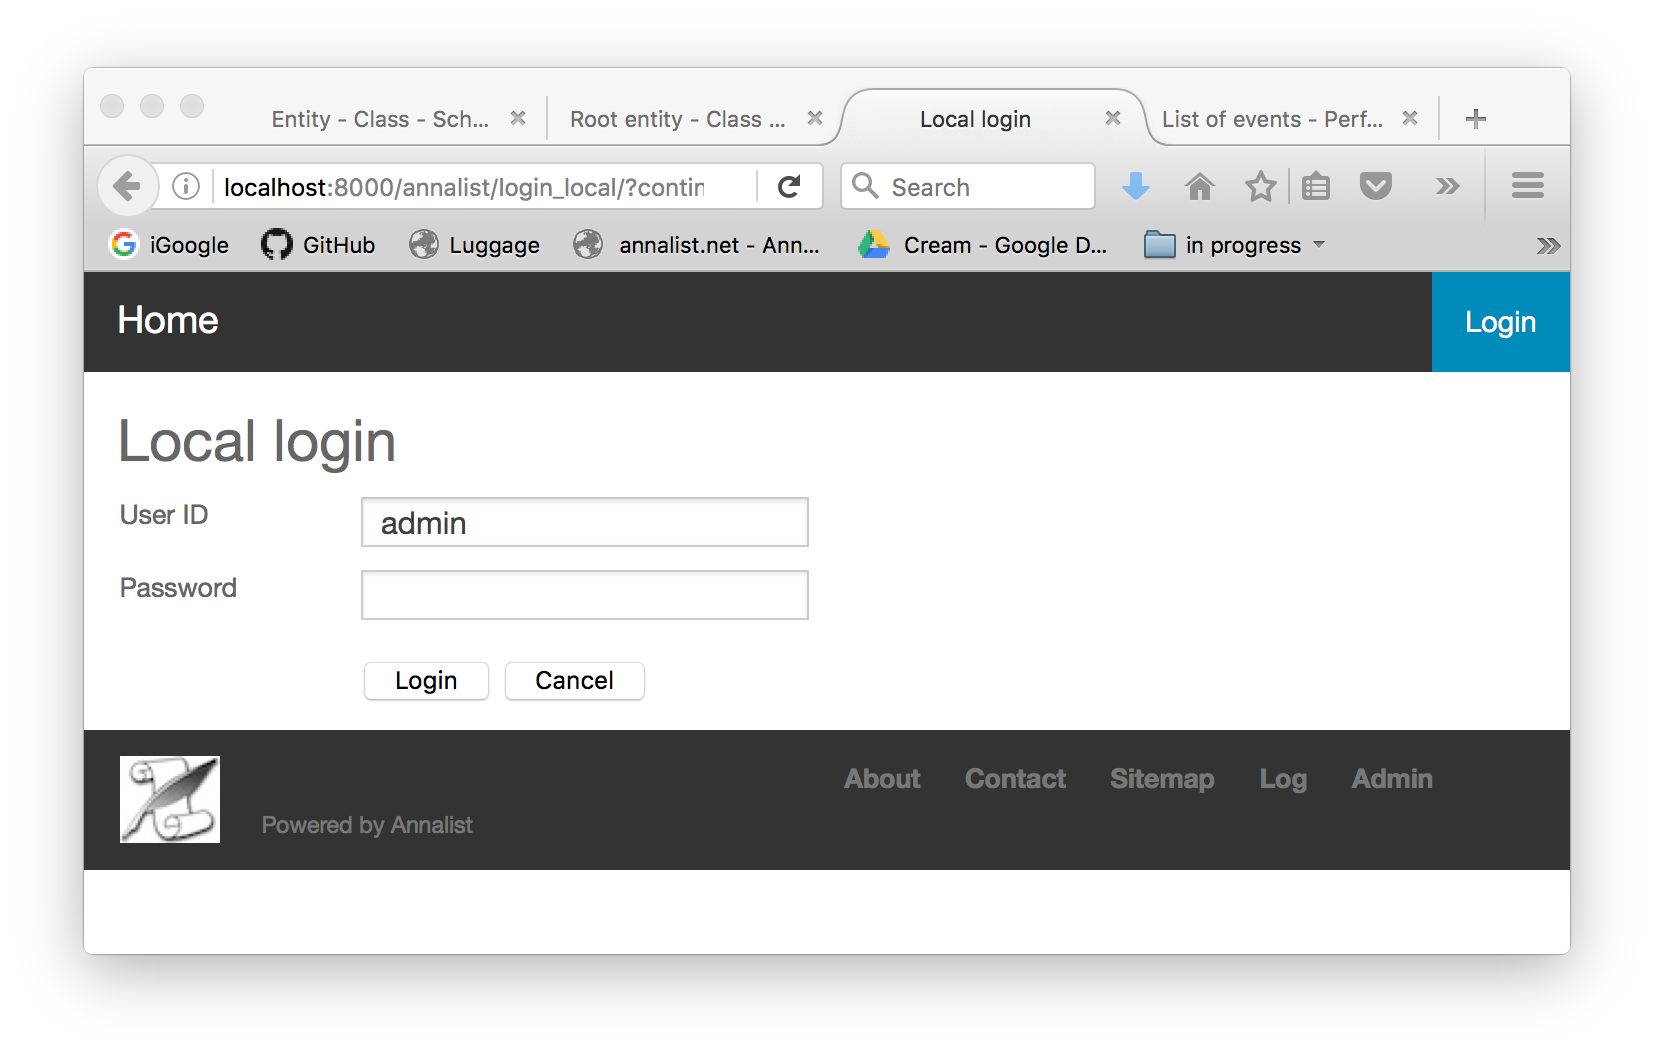 Entity - Class - Sch...
Root entity - Class ...
Local login
List of events - Perf...
localhost:8000/annalist/login_local/?contin
Search
iGoogle
GitHub
Luggage
annalist.net - Ann...
Cream - Google D...
in progress
Home
Login
Local login
User ID
admin
Password
Login
Cancel
About
Contact
Sitemap
Log
Admin
Powered by Annalist